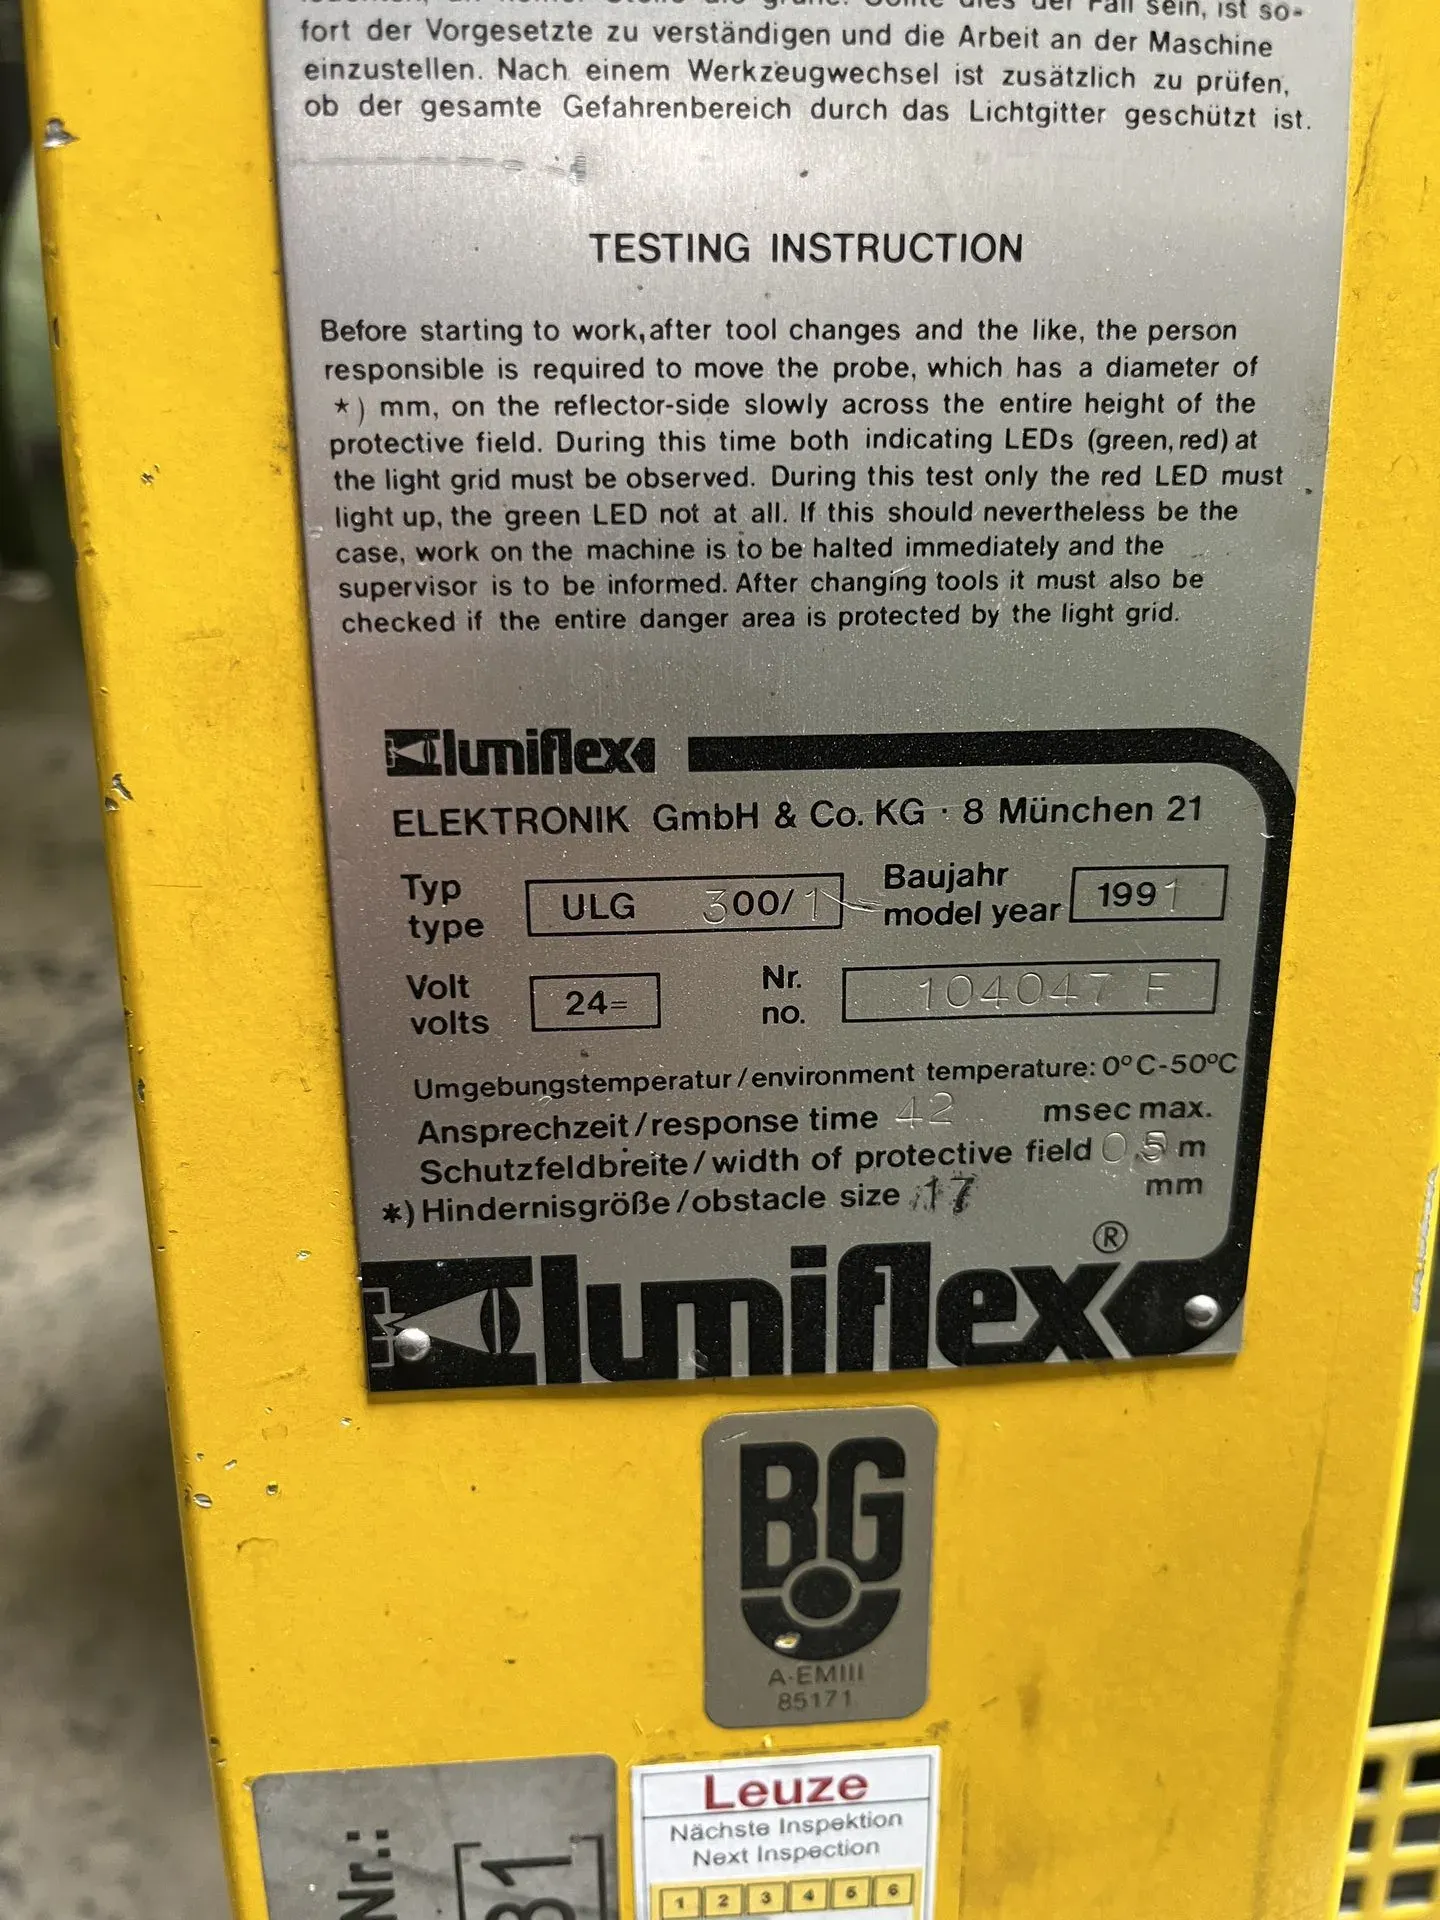 der Fall sein, ist so-
fort der Vorgesetzte zu verständigen und die Arbeit an der Maschine
einzustellen. Nach einem Werkzeugwechsel ist zusätzlich zu prüfen,
ob der gesamte Gefahrenbereich durch das Lichtgitter geschützt ist.
TESTING INSTRUCTION
Before starting to work,after tool changes and the like, the person
responsible is required to move the probe, which has a diameter of
*) mm, on the reflector-side slowly across the entire height of the
protective field. During this time both indicating LEDs (green,red) at
the light grid must be observed. During this test only the red LED must
light up, the green LED not at all. If this should nevertheless be the
case, work on the machine is to be halted immediately and the
supervisor is to be informed. After changing tools it must also be
checked if the entire danger area is protected by the light grid.
lumiflex
ELEKTRONIK GmbH & Co. KG · 8 München 21
Typ
type
ULG 300/1
Baujahr
model year
1991
Volt
volts
24=
Nr.
no.
104047 F
Umgebungstemperatur/environment temperature: 0°C-50°C
Ansprechzeit/response time 42 msec max.
Schutzfeldbreite/width of protective field 0,5 m
*) Hindernisgröße/obstacle size 17 mm
lumiflex®
BG
A-EMIII
85171
Nr.:
31
Leuze
Nächste Inspektion
Next Inspection
1 2 3 4 5 6